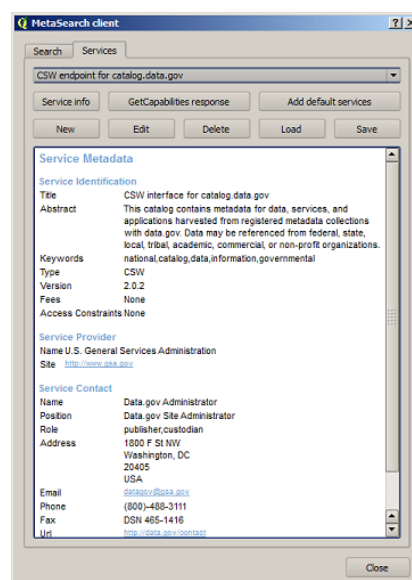 MetaSearch client
Search Services
CSW endpoint for catalog.data.gov
Service info GetCapabilities response Add default services
New Edit Delete Load Save
Service Metadata
Service Identification
Title CSW interface for catalog.data.gov
Abstract This catalog contains metadata for data, services, and
applications harvested from registered metadata collections
with data.gov. Data may be referenced from federal, state,
local, tribal, academic, commercial, or non-profit organizations.
Keywords national,catalog,data,information,governmental
Type CSW
Version 2.0.2
Fees None
Access Constraints None
Service Provider
Name U.S. General Services Administration
Site http://www.gsa.gov
Service Contact
Name Data.gov Administrator
Position Data.gov Site Administrator
Role publisher,custodian
Address 1800 F St NW
Washington, DC
20405
USA
Email datagov@gsa.gov
Phone (800)-488-3111
Fax DSN 465-1416
Url http://data.gov/contact
Close